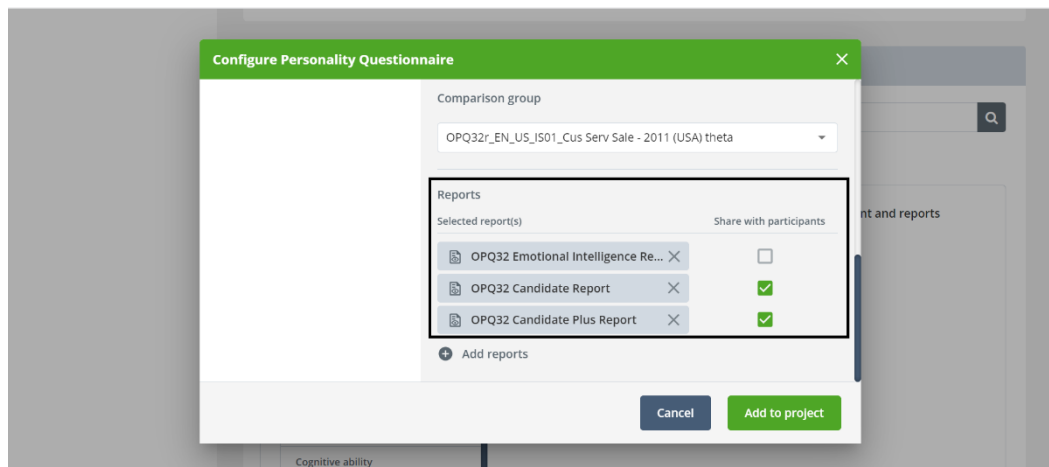 Configure Personality Questionnaire
Comparison group
OPQ32r_EN_US_IS01_Cus Serv Sale - 2011 (USA) theta
Reports
Selected report(s) Share with participants
nt and reports
OPQ32 Emotional Intelligence Re...
OPQ32 Candidate Report
OPQ32 Candidate Plus Report
Add reports
Cancel Add to project
Cognitive ability